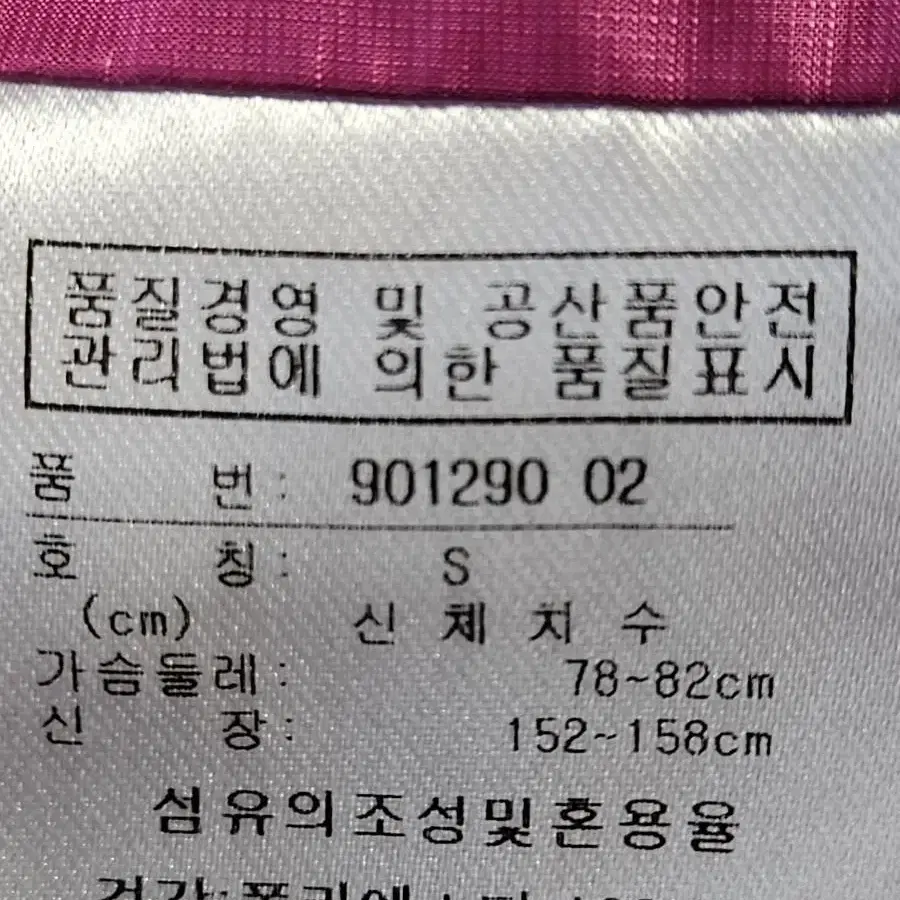 품질경영 및 공산품안전
관리법에 의한 품질표시
품 번: 901290 02
호 칭: S
(cm) 신 체 치 수
가슴둘레: 78~82cm
신 장: 152~158cm
섬유의조성및혼용율